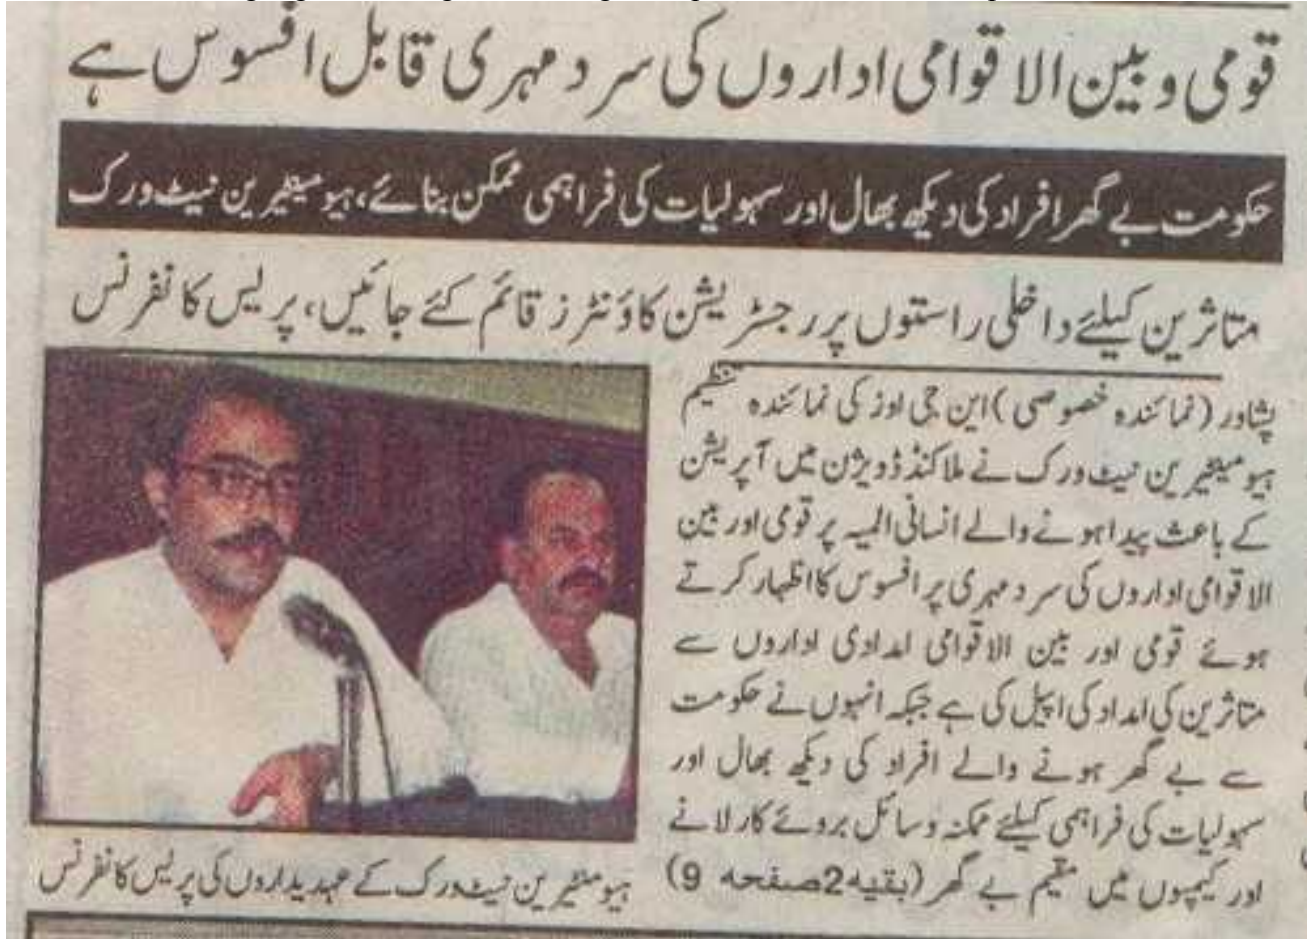 قومی و بین الاقوامی اداروں کی سرد مہری قابل افسوس ہے
حکومت بے گھر افراد کی دیکھ بھال اور سہولیات کی فراہمی ممکن بنائے، ہیومینٹیرین نیٹ ورک
متاثرین کیلئے داخلی راستوں پر رجسٹریشن کاؤنٹرز قائم کئے جائیں، پریس کانفرنس
پشاور (نمائندہ خصوصی) این جی اوز کی نمائندہ تنظیم
ہیومینٹیرین نیٹ ورک نے ملاکنڈ ڈویژن میں آپریشن
کے باعث پیدا ہونے والے انسانی المیہ پر قومی اور بین
الاقوامی اداروں کی سرد مہری پر افسوس کا اظہار کرتے
ہوئے قومی اور بین الاقوامی امدادی اداروں سے
متاثرین کی امداد کی اپیل کی ہے جبکہ انہوں نے حکومت
سے بے گھر ہونے والے افراد کی دیکھ بھال اور
سہولیات کی فراہمی کیلئے ممکنہ وسائل بروئے کار لانے
اور کیمپوں میں مقیم بے گھر (بقیہ2صفحہ 9)
ہیومنٹیرین نیٹ ورک کے عہدیداروں کی پریس کانفرنس